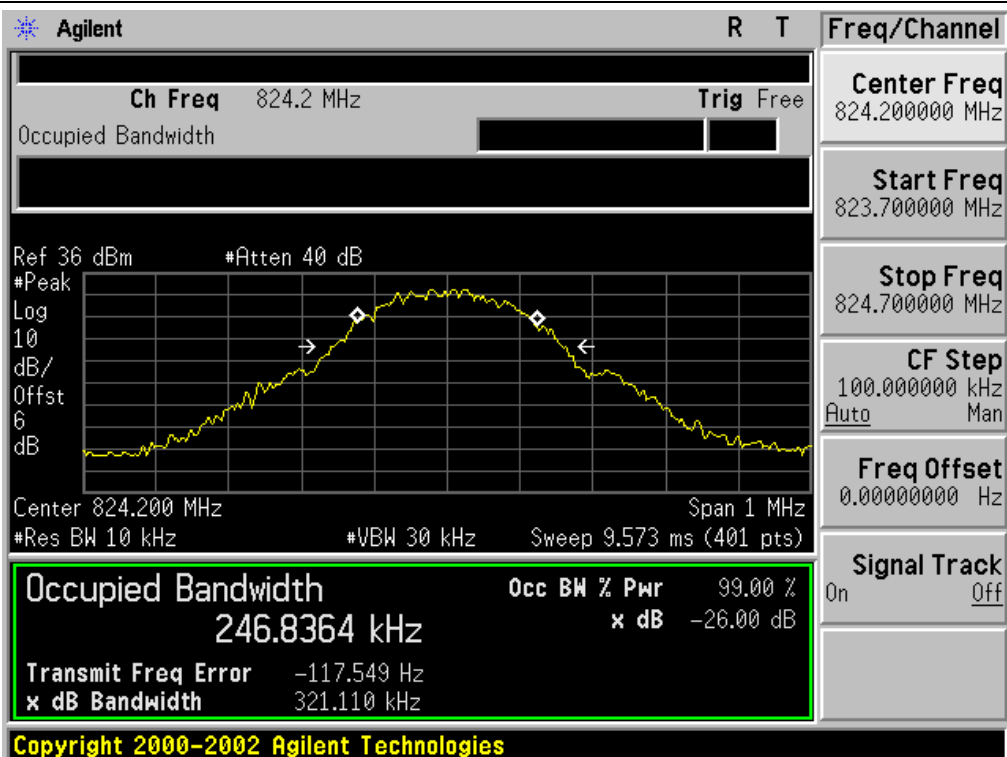 Agilent R T
Ch Freq 824.2 MHz Trig Free
Occupied Bandwidth
Ref 36 dBm #Atten 40 dB
#Peak
Log
10
dB/
Offst
6
dB
Center 824.200 MHz Span 1 MHz
#Res BW 10 kHz #VBW 30 kHz Sweep 9.573 ms (401 pts)
Occupied Bandwidth
246.8364 kHz
Occ BW % Pwr 99.00 %
x dB -26.00 dB
Transmit Freq Error -117.549 Hz
x dB Bandwidth 321.110 kHz
Copyright 2000-2002 Agilent Technologies
Freq/Channel
Center Freq
824.200000 MHz
Start Freq
823.700000 MHz
Stop Freq
824.700000 MHz
CF Step
100.000000 kHz
Auto Man
Freq Offset
0.00000000 Hz
Signal Track
On Off